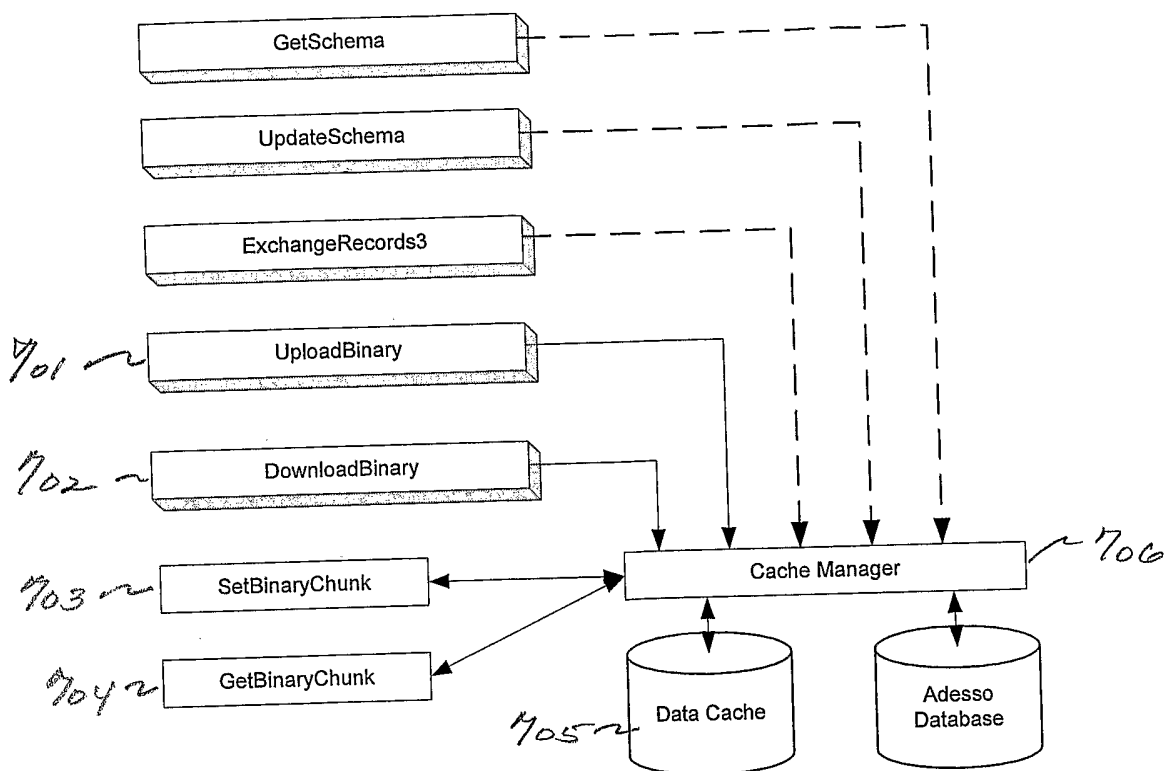 GetSchema
UpdateSchema
ExchangeRecords3
701 UploadBinary
702 DownloadBinary
703 SetBinaryChunk
Cache Manager 706
704 GetBinaryChunk
705 Data Cache
Adesso
Database